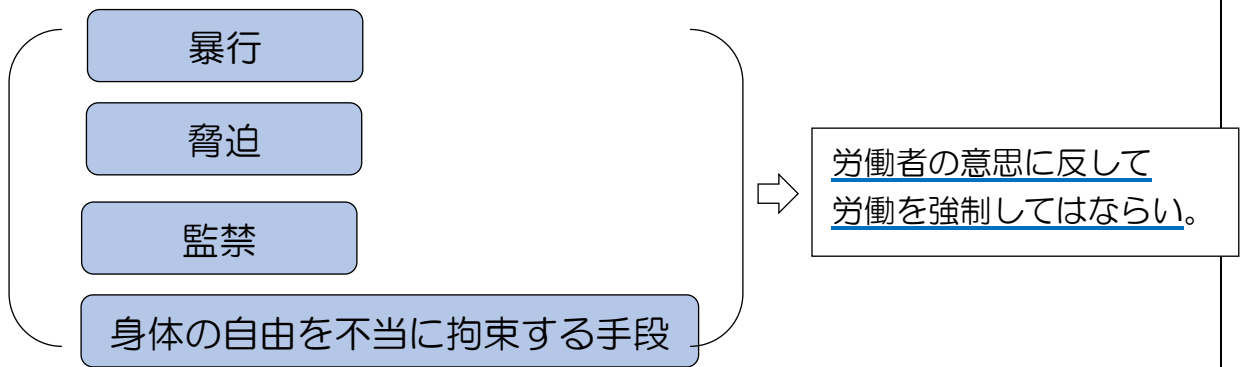 暴行
脅迫
監禁
身体の自由を不当に拘束する手段
労働者の意思に反して
労働を強制してはならい。